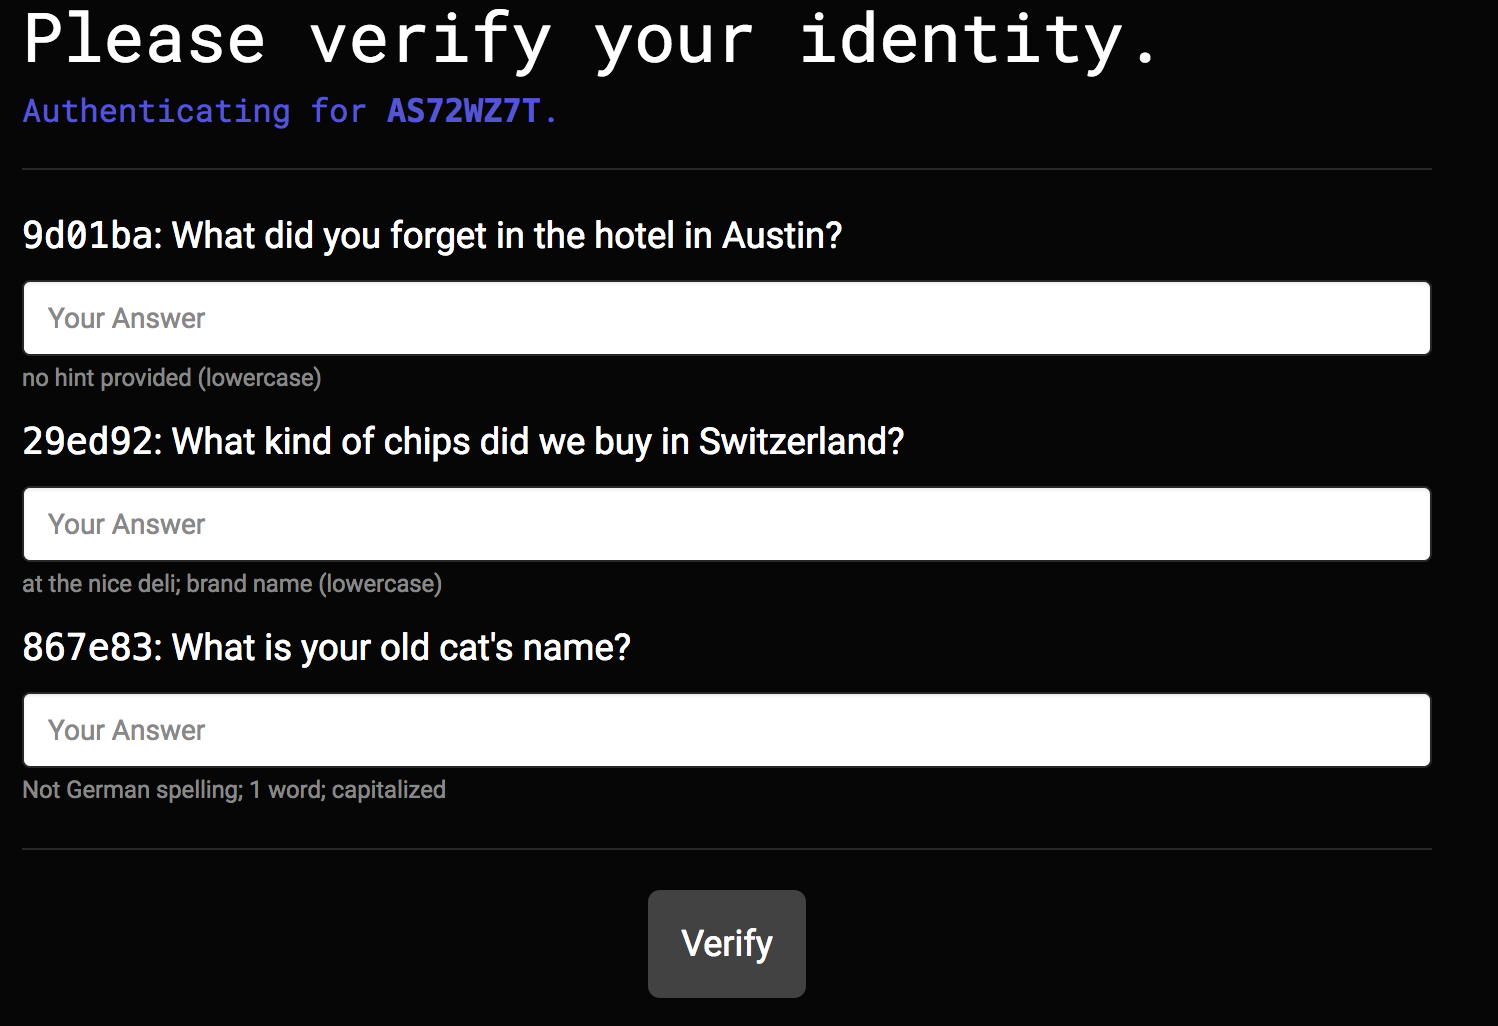 Please verify your identity.
Authenticating for AS72WZ7T.
9d01ba: What did you forget in the hotel in Austin?
Your Answer
no hint provided (lowercase)
29ed92: What kind of chips did we buy in Switzerland?
Your Answer
at the nice deli; brand name (lowercase)
867e83: What is your old cat's name?
Your Answer
Not German spelling; 1 word; capitalized
Verify